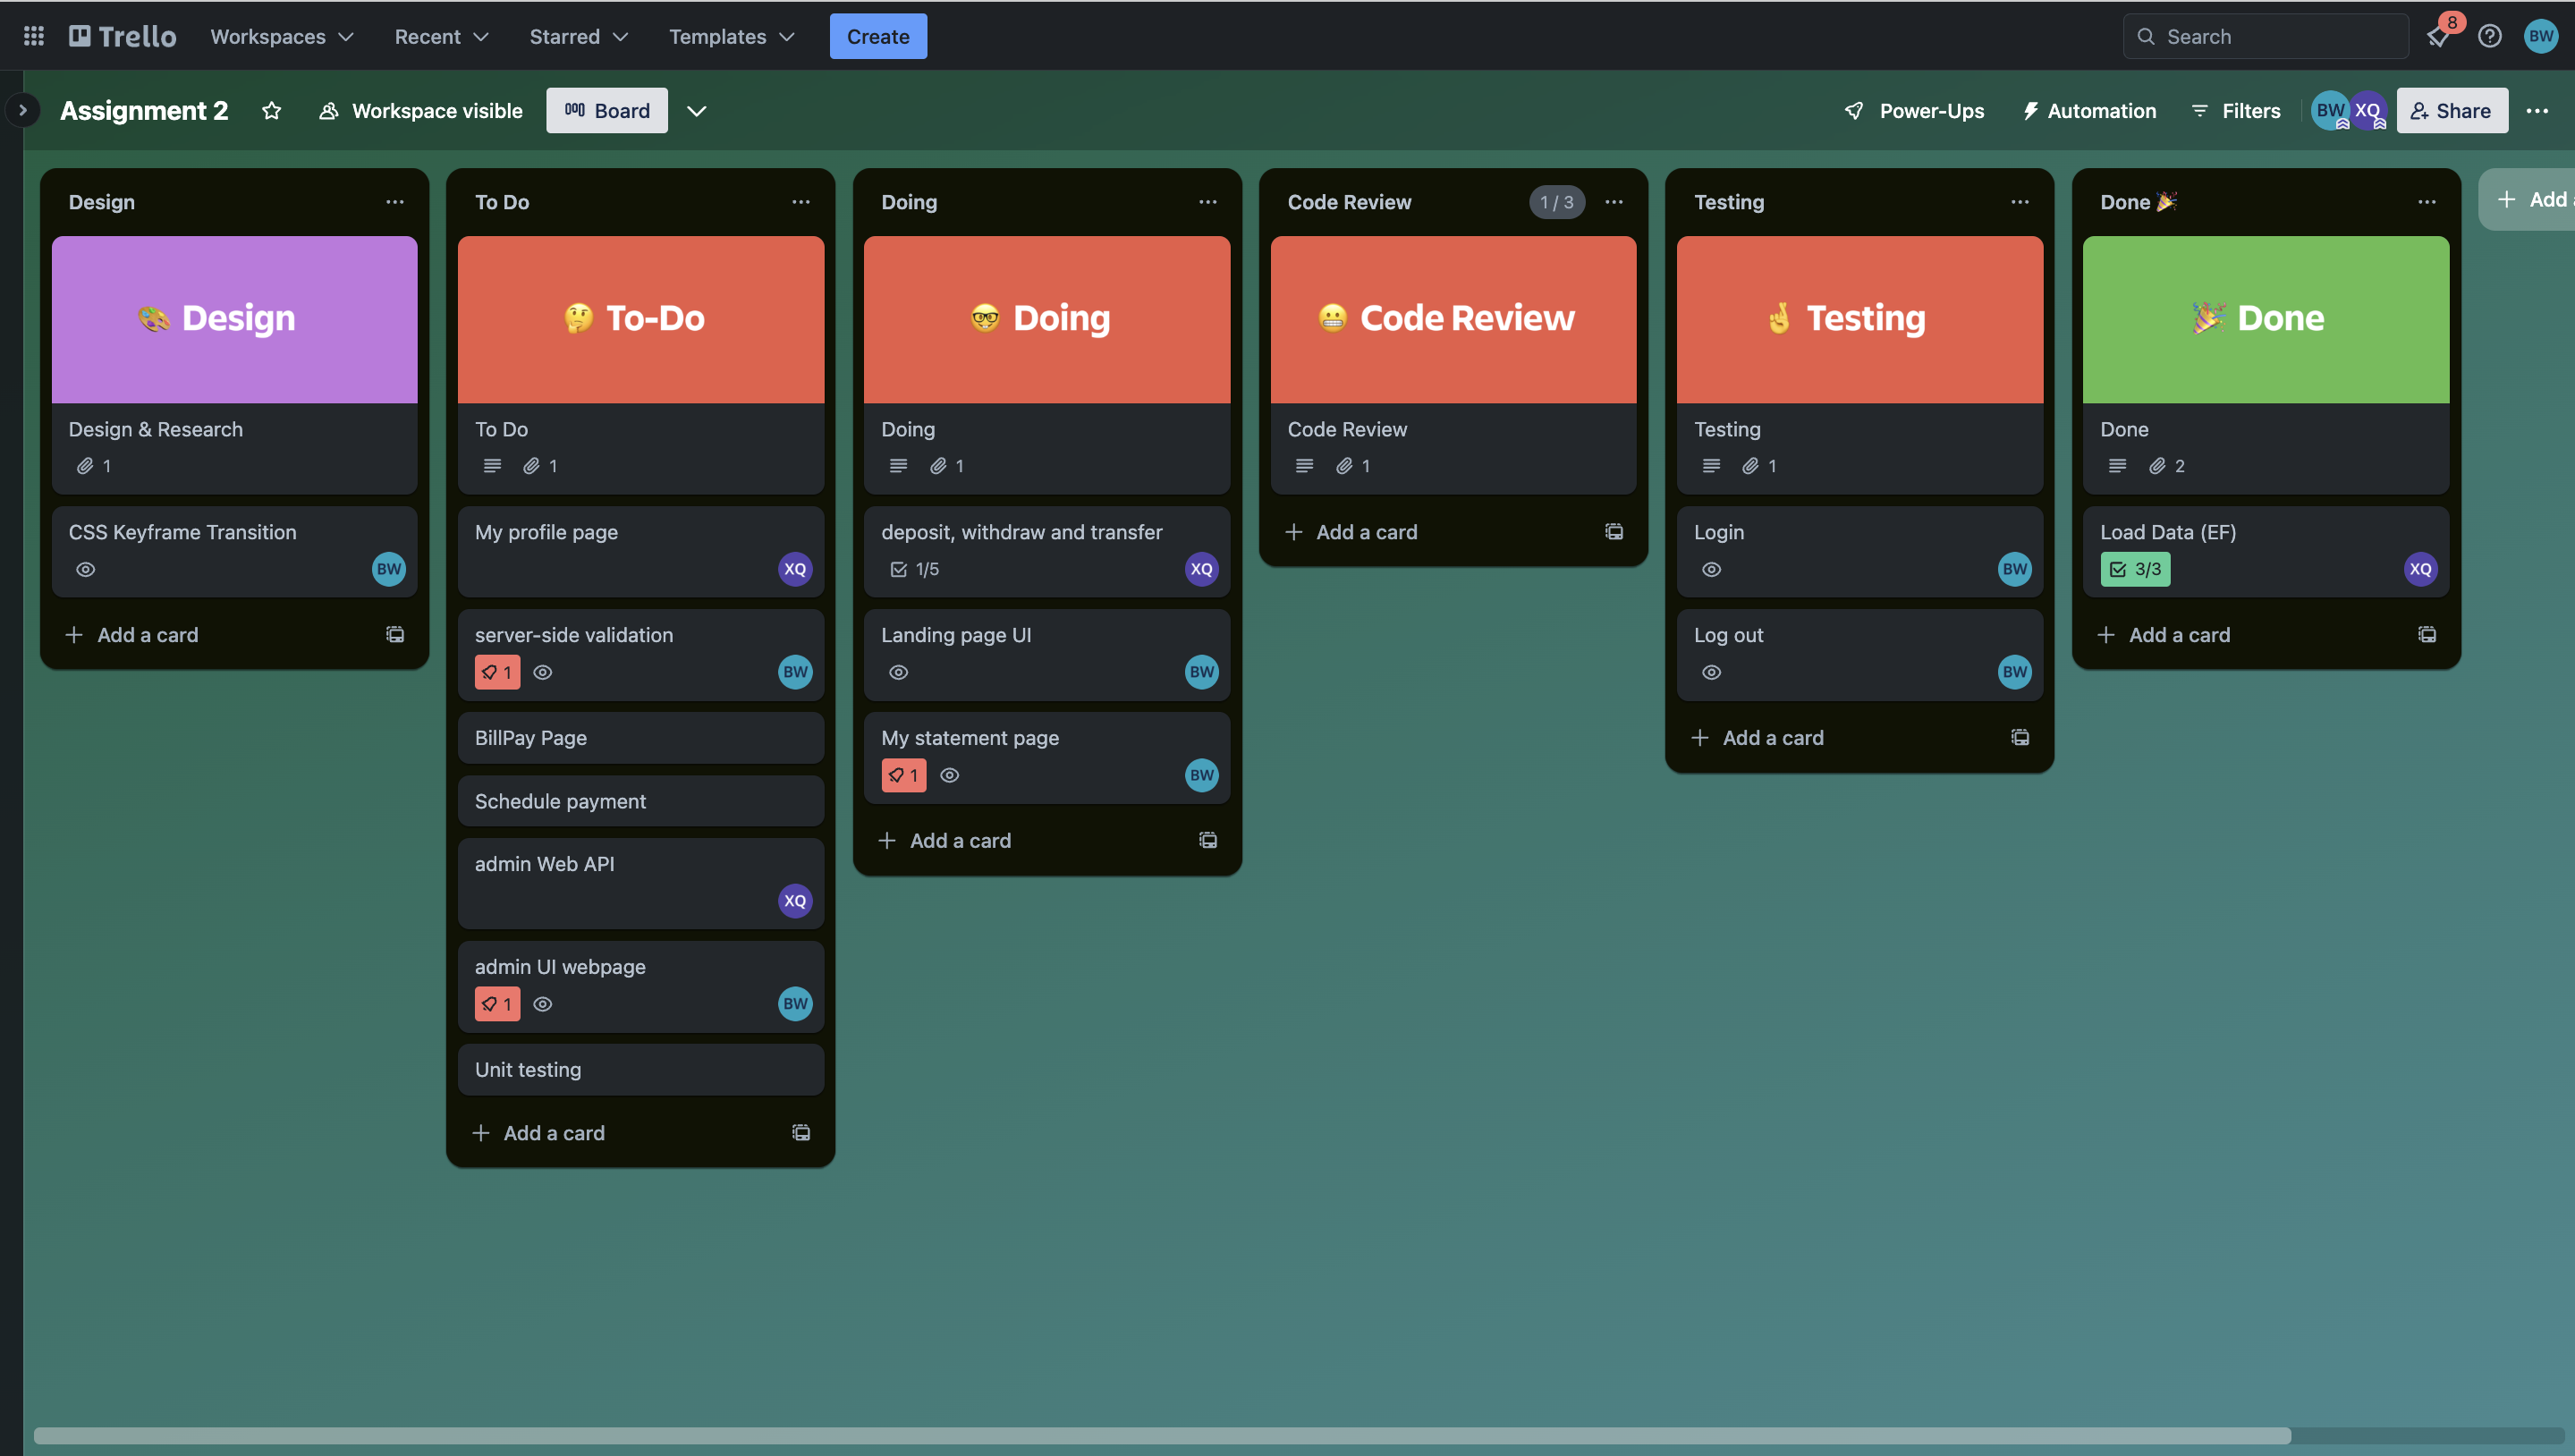 Trello Workspaces Recent Starred Templates Create Search 8 BW
Assignment 2 Workspace visible Board Power-Ups Automation Filters BW XQ Share
Design
🎨 Design
Design & Research
1
CSS Keyframe Transition
BW
Add a card
To Do
🤔 To-Do
To Do
1
My profile page
XQ
server-side validation
1 BW
BillPay Page
Schedule payment
admin Web API
XQ
admin UI webpage
1 BW
Unit testing
Add a card
Doing
🤓 Doing
Doing
1
deposit, withdraw and transfer
1/5 XQ
Landing page UI
BW
My statement page
1 BW
Add a card
Code Review 1 / 3
😬 Code Review
Code Review
1
Add a card
Testing
🤞 Testing
Testing
1
Login
BW
Log out
BW
Add a card
Done 🎉
🎉 Done
Done
2
Load Data (EF)
3/3 XQ
Add a card
Add